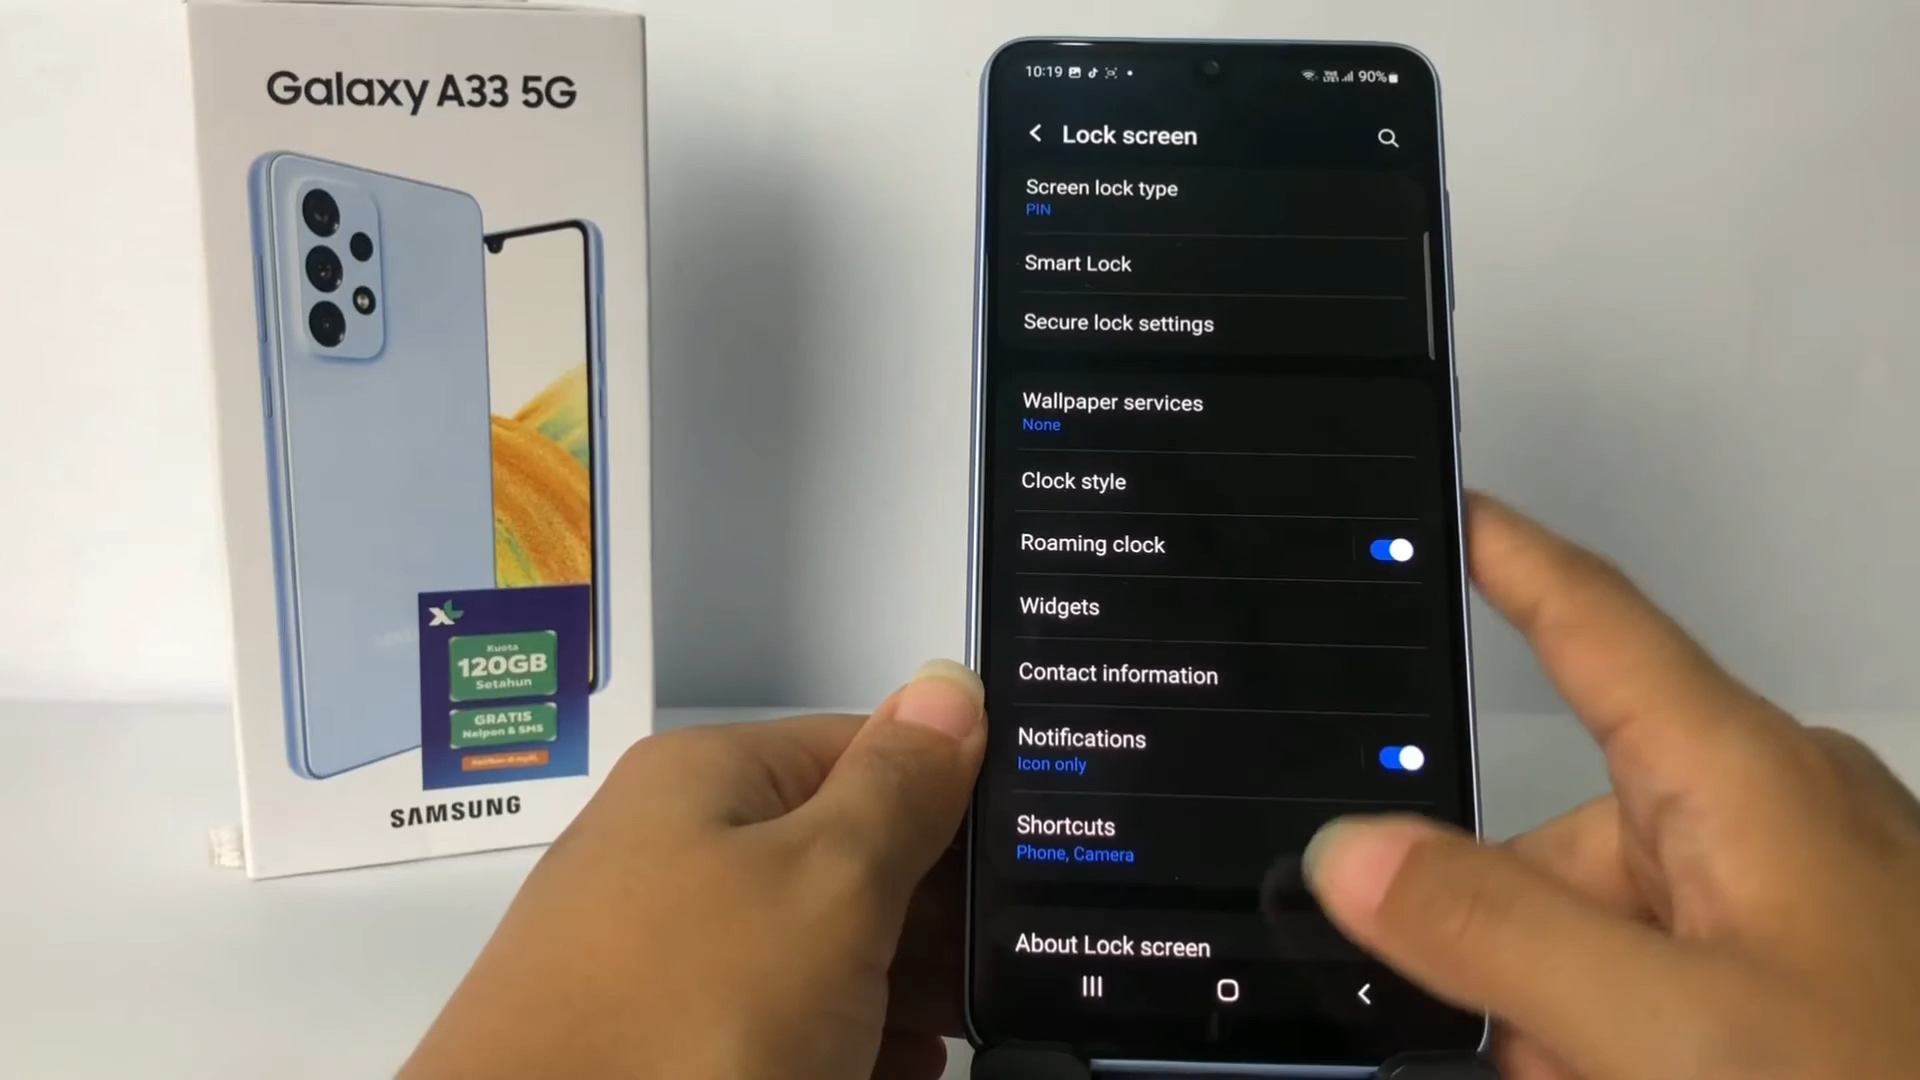 Galaxy A33 5G
XL
Kuota
120GB
Setahun
GRATIS
Nelpon & SMS
SAMSUNG
10:19
90%
Lock screen
Screen lock type
PIN
Smart Lock
Secure lock settings
Wallpaper services
None
Clock style
Roaming clock
Widgets
Contact information
Notifications
Icon only
Shortcuts
Phone, Camera
About Lock screen